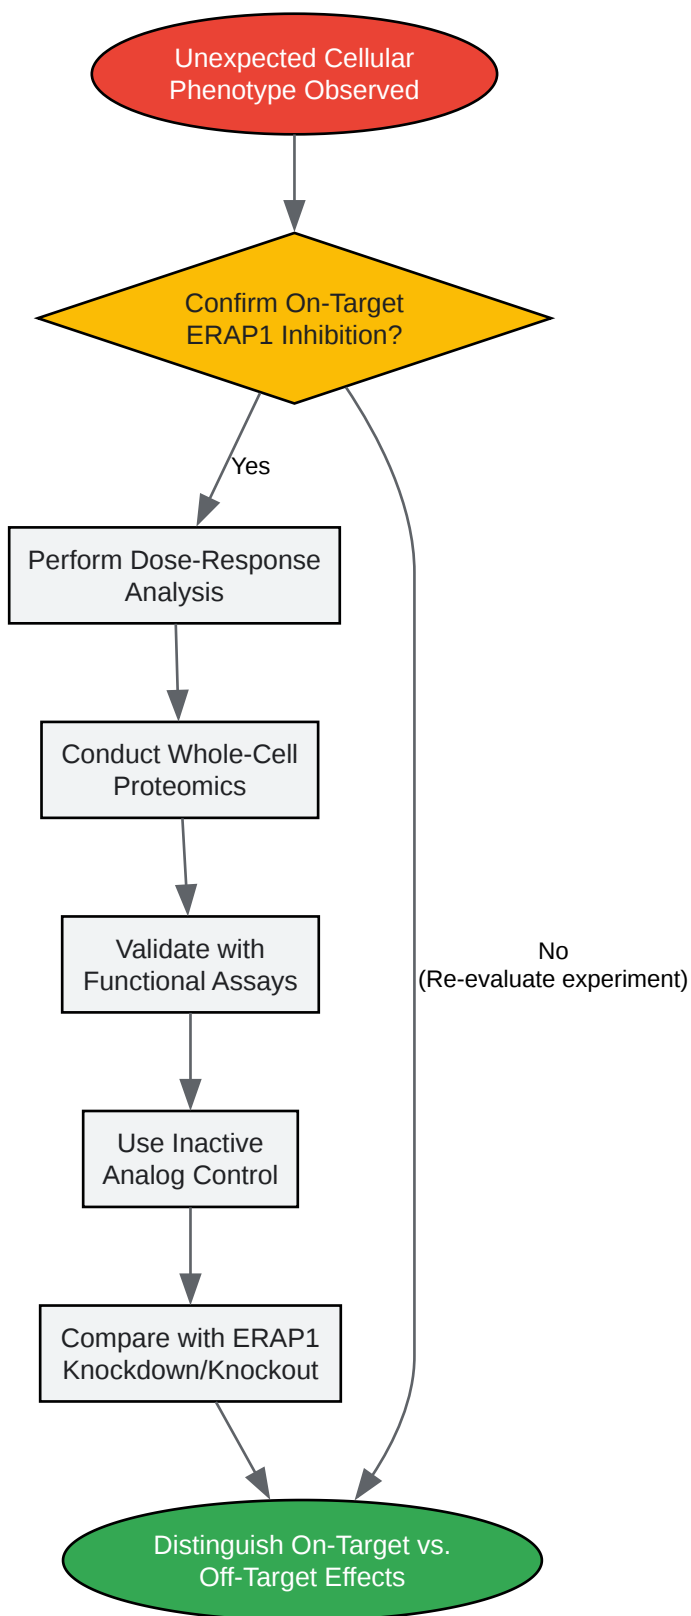 Unexpected Cellular
Phenotype Observed
Confirm On-Target
ERAP1 Inhibition?
Yes
Perform Dose-Response
Analysis
Conduct Whole-Cell
Proteomics
Validate with
Functional Assays
No
(Re-evaluate experiment)
Use Inactive
Analog Control
Compare with ERAP1
Knockdown/Knockout
Distinguish On-Target vs.
Off-Target Effects